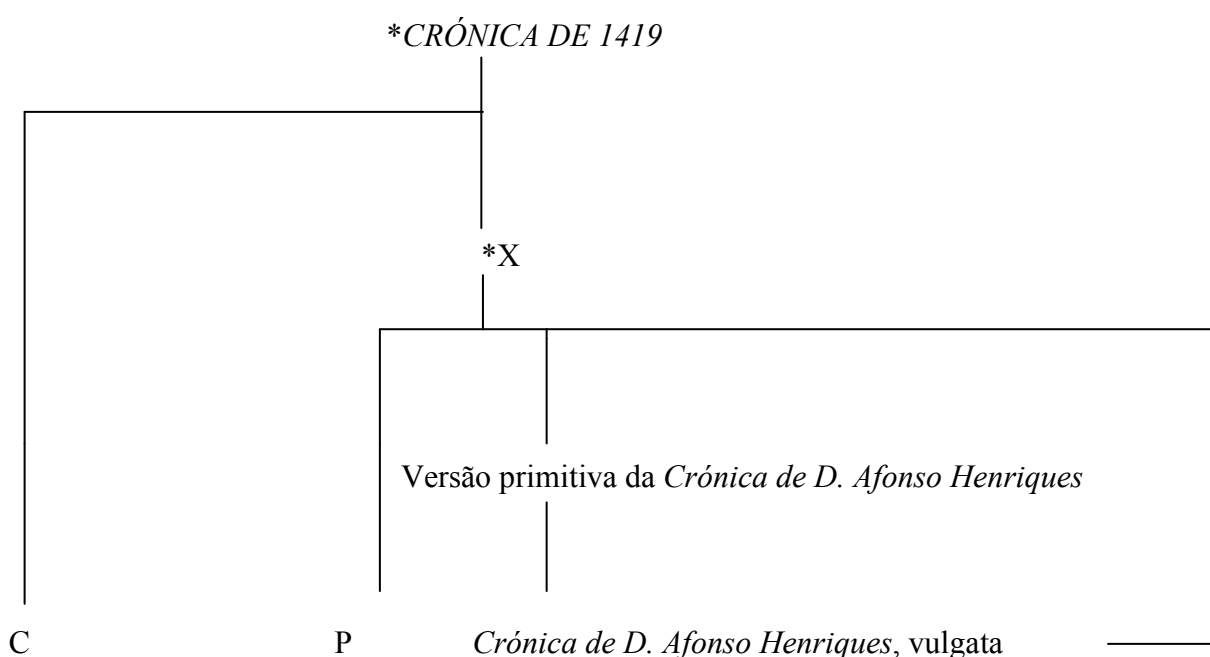 *CRÓNICA DE 1419
*X
Versão primitiva da Crónica de D. Afonso Henriques
C P Crónica de D. Afonso Henriques, vulgata